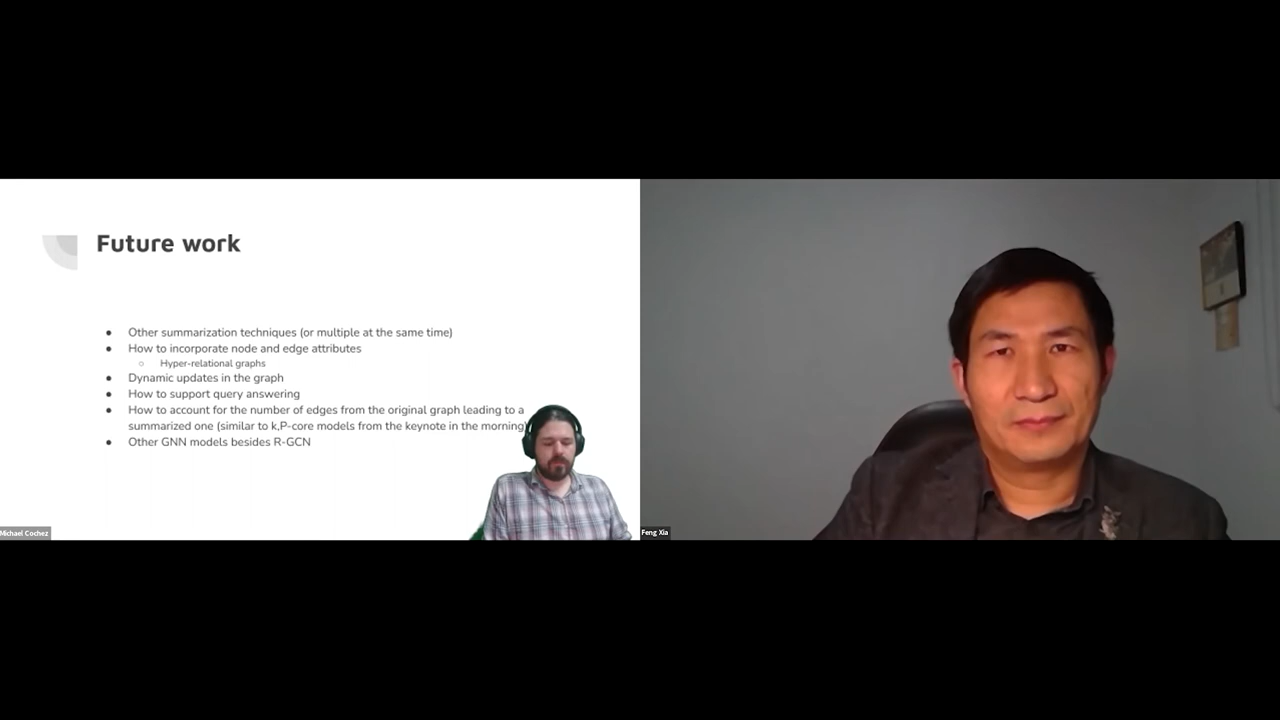 Future work
● Other summarization techniques (or multiple at the same time)
● How to incorporate node and edge attributes
○ Hyper-relational graphs
● Dynamic updates in the graph
● How to support query answering
● How to account for the number of edges from the original graph leading to a
summarized one (similar to k,P-core models from the keynote in the morning)
● Other GNN models besides R-GCN
Michael Cochez
Feng Xia